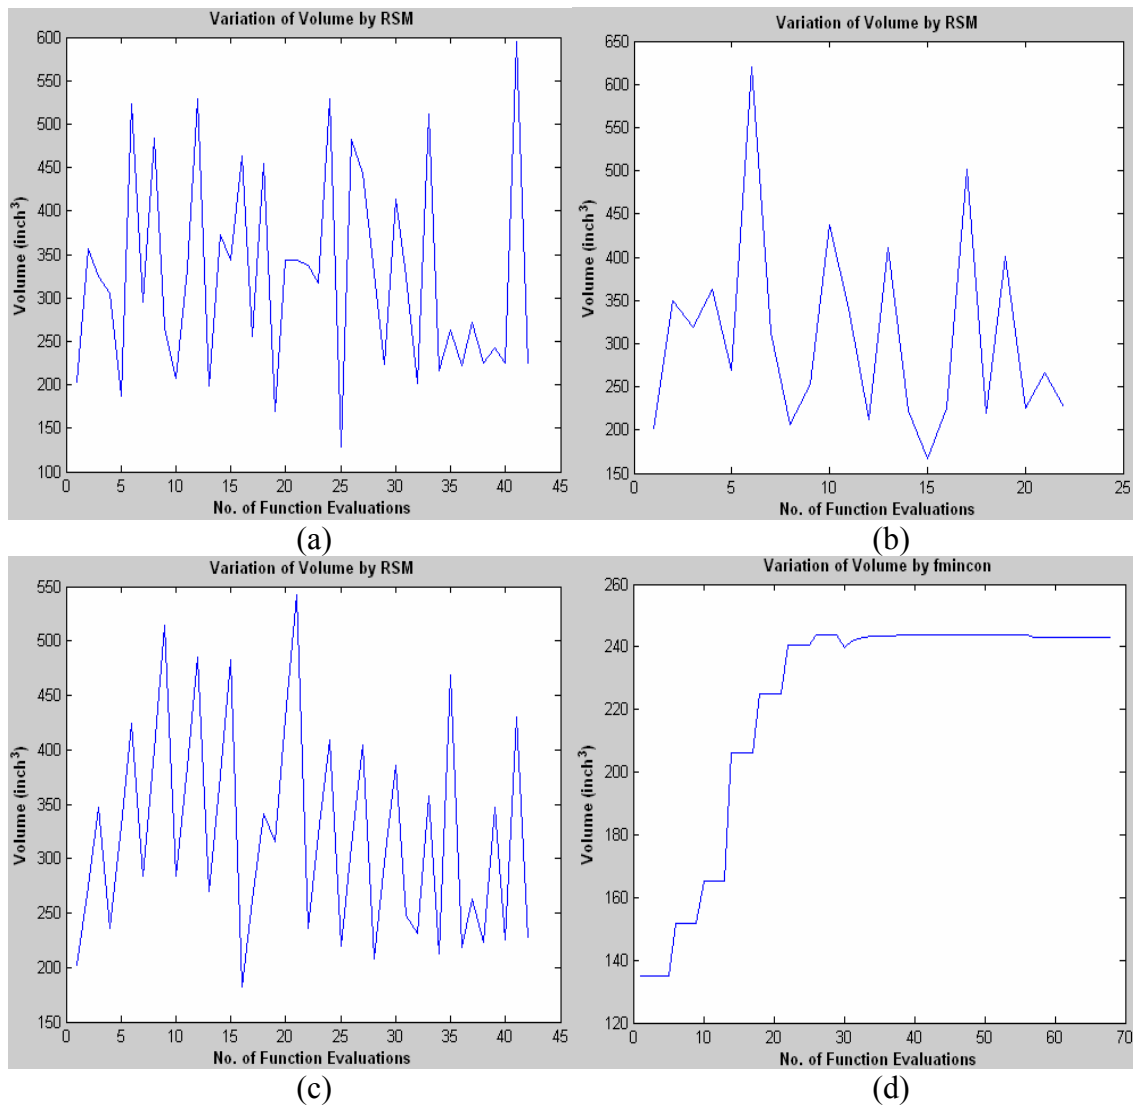 Variation of Volume by RSM
600
550
500
450
400
350
300
250
200
150
100
Volume (inch³)
0 5 10 15 20 25 30 35 40 45
No. of Function Evaluations
(a)
Variation of Volume by RSM
650
600
550
500
450
400
350
300
250
200
150
Volume (inch³)
0 5 10 15 20 25
No. of Function Evaluations
(b)
Variation of Volume by RSM
550
500
450
400
350
300
250
200
150
Volume (inch³)
0 5 10 15 20 25 30 35 40 45
No. of Function Evaluations
(c)
Variation of Volume by fmincon
260
240
220
200
180
160
140
120
Volume (inch³)
0 10 20 30 40 50 60 70
No. of Function Evaluations
(d)